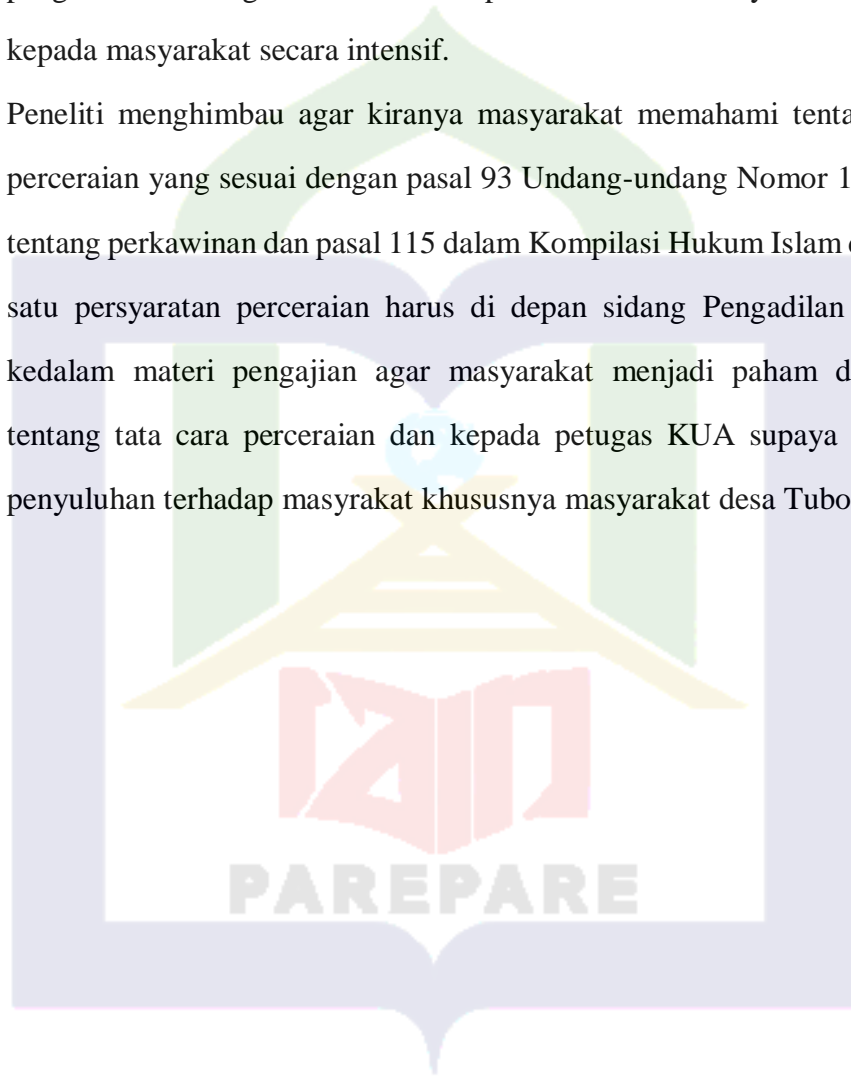 kepada masyarakat secara intensif.
Peneliti menghimbau agar kiranya masyarakat memahami
perceraian yang sesuai dengan pasal 93 Undang-undang Nomor
tentang perkawinan dan pasal 115 dalam Kompilasi Hukum Islam
satu persyaratan perceraian harus di depan sidang Pengadilan
kedalam materi pengajian agar masyarakat menjadi paham
tentang tata cara perceraian dan kepada petugas KUA supaya
penyuluhan terhadap masyrakat khususnya masyarakat desa Tubo
iain
PAREPARE